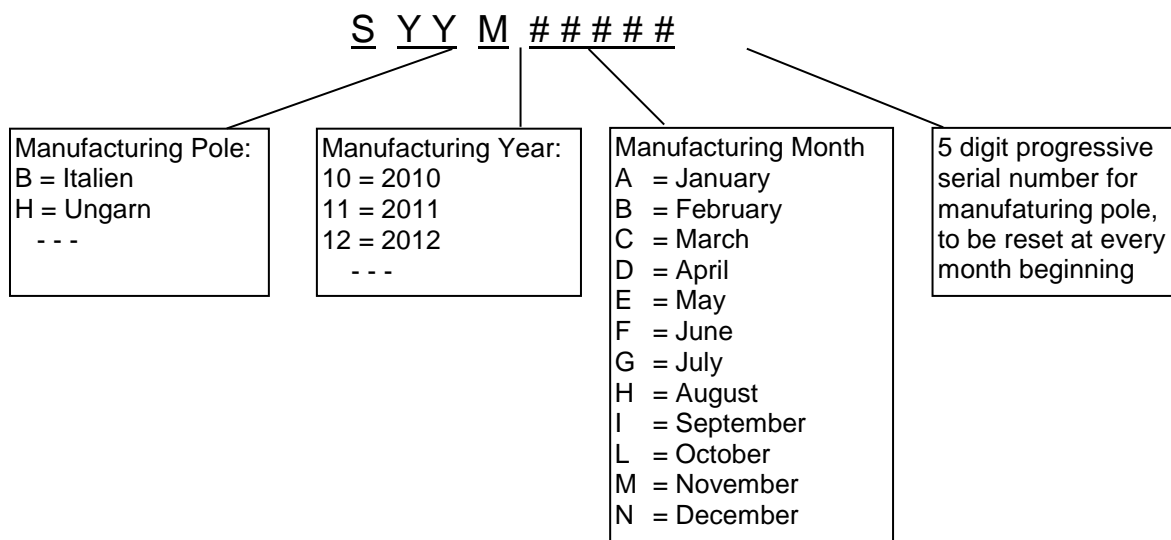 S YY M #####
Manufacturing Pole:
B = Italien
H = Ungarn
- - -
Manufacturing Year:
10 = 2010
11 = 2011
12 = 2012
- - -
Manufacturing Month
A = January
B = February
C = March
D = April
E = May
F = June
G = July
H = August
I = September
L = October
M = November
N = December
5 digit progressive
serial number for
manufaturing pole,
to be reset at every
month beginning